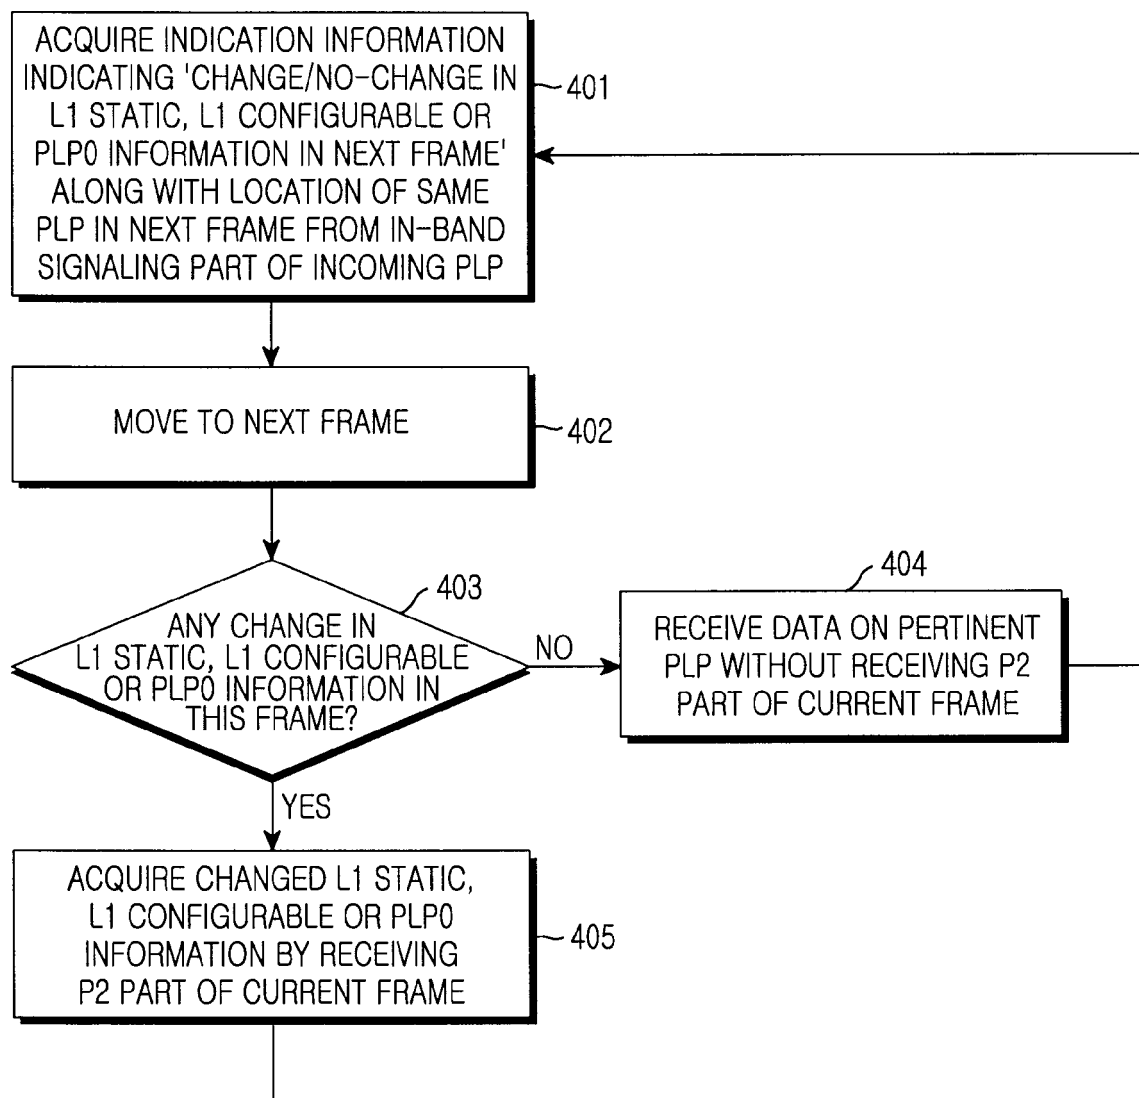 ACQUIRE INDICATION INFORMATION
INDICATING 'CHANGE/NO-CHANGE IN
L1 STATIC, L1 CONFIGURABLE OR
PLP0 INFORMATION IN NEXT FRAME'
ALONG WITH LOCATION OF SAME
PLP IN NEXT FRAME FROM IN-BAND
SIGNALING PART OF INCOMING PLP
401
MOVE TO NEXT FRAME
402
403
ANY CHANGE IN
L1 STATIC, L1 CONFIGURABLE
OR PLP0 INFORMATION IN
THIS FRAME?
NO
404
RECEIVE DATA ON PERTINENT
PLP WITHOUT RECEIVING P2
PART OF CURRENT FRAME
YES
ACQUIRE CHANGED L1 STATIC,
L1 CONFIGURABLE OR PLP0
INFORMATION BY RECEIVING
P2 PART OF CURRENT FRAME
405